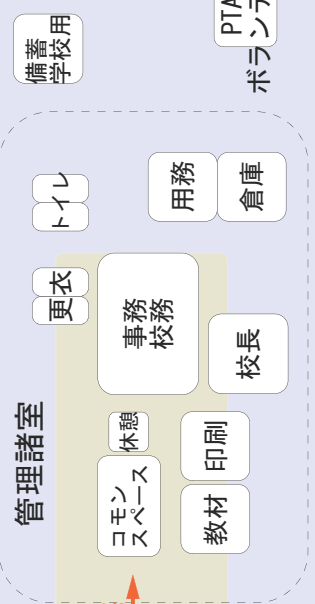 備蓄
学校用
PTA
ボランテ
トイレ
用務
倉庫
更衣
事務
校務
校長
管理諸室
休憩
コモン
スペース
印刷
教材